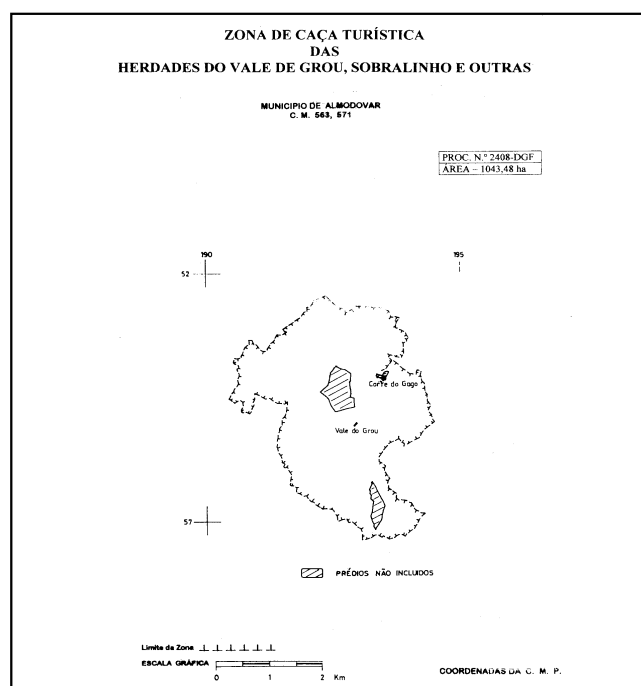 ZONA DE CAÇA TURÍSTICA
DAS
HERDADES DO VALE DE GROU, SOBRALINHO E OUTRAS
MUNICIPIO DE ALMODOVAR
C. M. 563, 571
PROC. N.º 2408-DGF
ÁREA – 1043,48 ha
190
195
52
Corte do Gago
Vale do Grou
57
PRÉDIOS NÃO INCLUIDOS
Limite da Zona
ESCALA GRÁFICA
0 1 2 Km
COORDENADAS DA C. M. P.